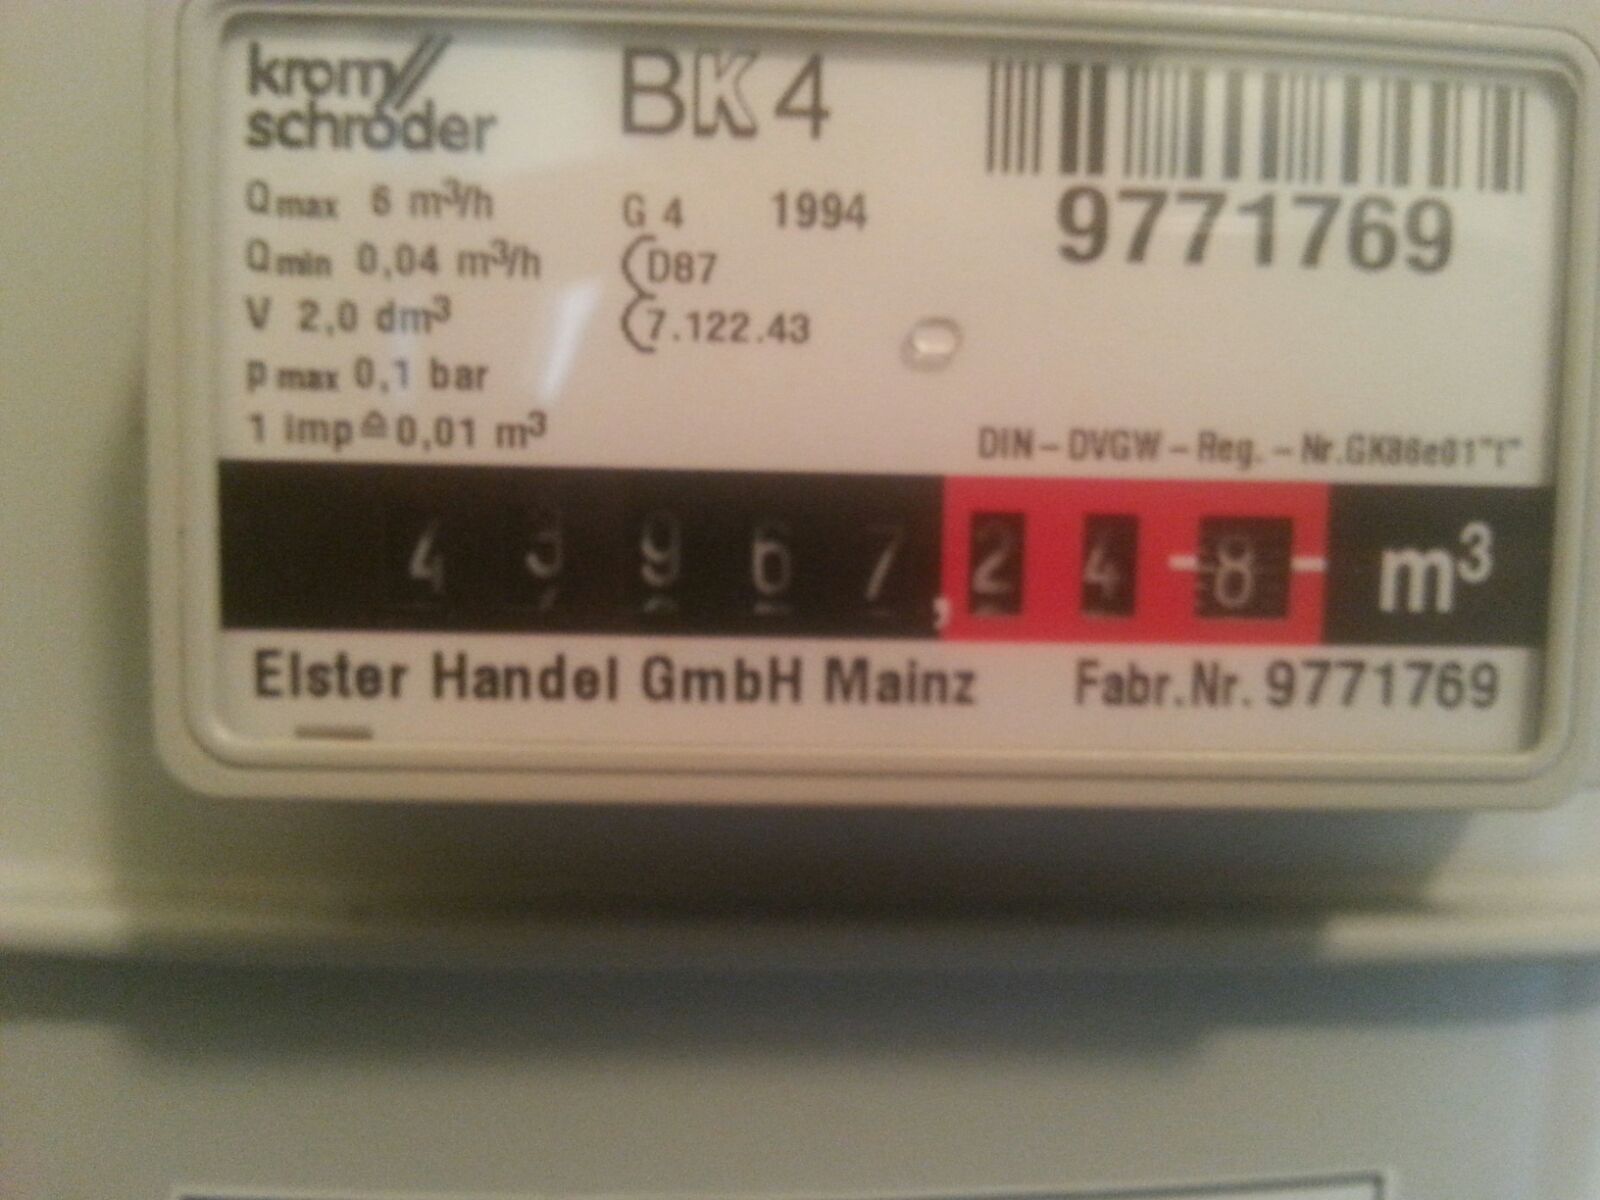 krom//
schröder
BK4
9771769
Qmax 6 m³/h
Qmin 0,04 m³/h
V 2,0 dm³
pmax 0,1 bar
1 imp≙0,01 m³
G 4 1994
D87
7.122.43
DIN-DVGW-Reg.-Nr.GK86e01"t"
43967,248 m³
Elster Handel GmbH Mainz Fabr.Nr. 9771769